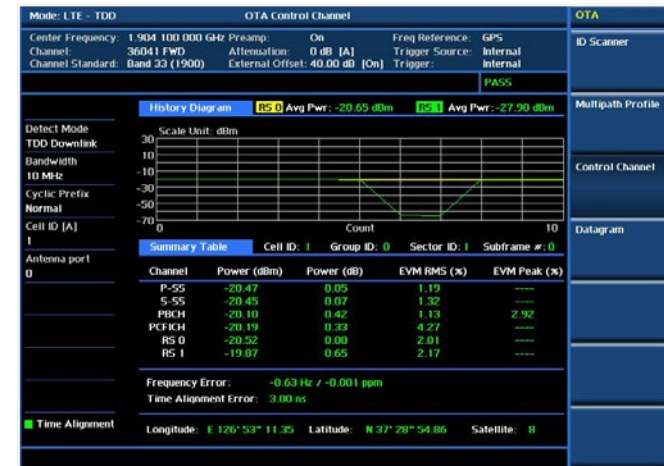 Mode: LTE - TDD OTA Control Channel OTA
Center Frequency: 1.904 100 000 GHz Preamp: On Freq Reference: GPS
Channel: 36041 FWD Attenuation: 0 dB [A] Trigger Source: Internal
Channel Standard: Band 33 (1900) External Offset: 40.00 dB [On] Trigger: Internal
PASS
ID Scanner
Multipath Profile
Control Channel
Datagram
Detect Mode
TDD Downlink
Bandwidth
10 MHz
Cyclic Prefix
Normal
Cell ID [A]
1
Antenna port
0
Time Alignment
History Diagram RS 0 Avg Pwr: -20.65 dBm RS 1 Avg Pwr: -27.90 dBm
Scale Unit: dBm
30
10
-10
-30
-50
-70
0 Count 10
Summary Table Cell ID: 1 Group ID: 0 Sector ID: 1 Subframe #: 0
Channel Power (dBm) Power (dB) EVM RMS (%) EVM Peak (%)
P-SS -20.47 0.05 1.19 ----
S-SS -20.45 0.07 1.32 ----
PBCH -20.10 0.42 1.13 2.92
PCFICH -20.19 0.33 4.27 ----
RS 0 -20.52 0.00 2.01 ----
RS 1 -19.87 0.65 2.17 ----
Frequency Error: -0.63 Hz / -0.001 ppm
Time Alignment Error: 3.00 ns
Longitude: E 126° 53" 11.35 Latitude: N 37° 28" 54.86 Satellite: 8